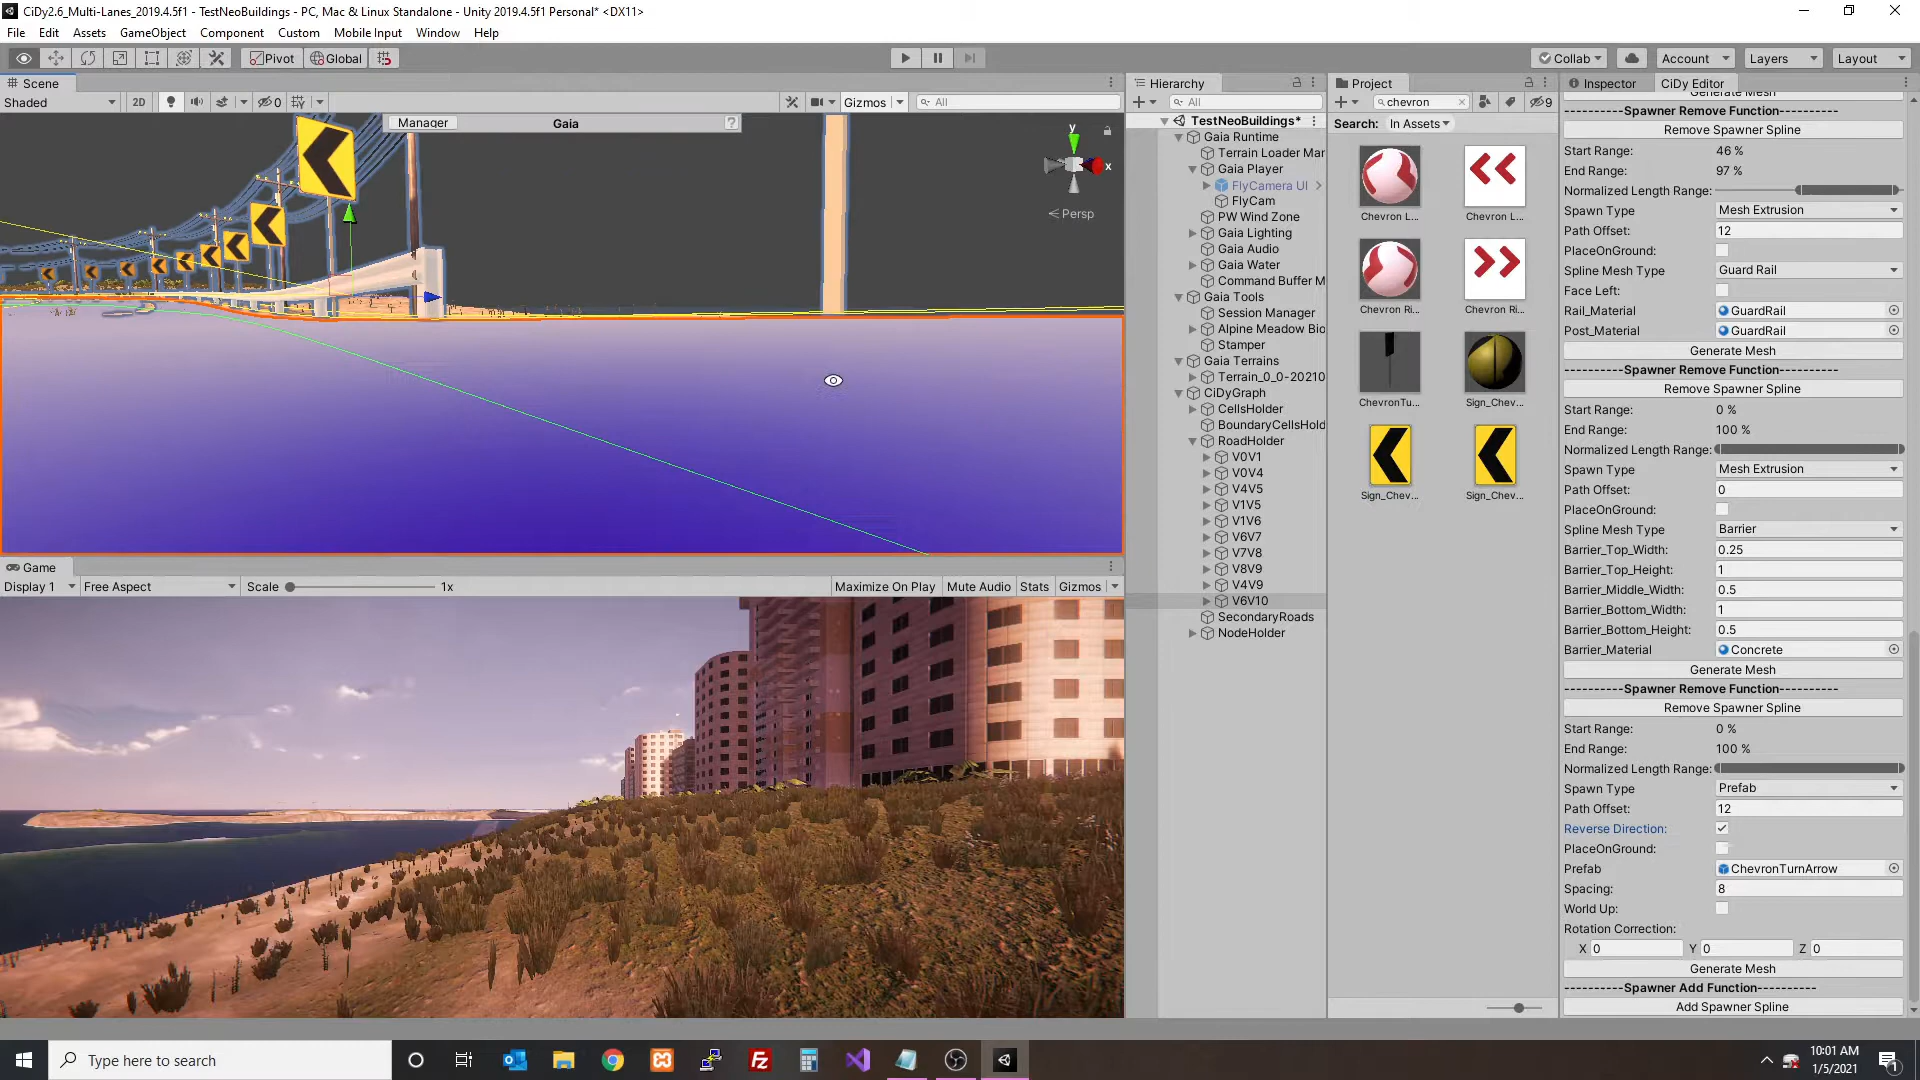 CiDy2.6_Multi-Lanes_2019.4.5f1 - TestNeoBuildings - PC, Mac & Linux Standalone - Unity 2019.4.5f1 Personal* <DX11>
File Edit Assets GameObject Component Custom Mobile Input Window Help
Pivot Global Collab Account Layers Layout
Scene
Shaded 2D 0 Gizmos All
Manager Gaia ?
y
x
Persp
Game
Display 1 Free Aspect Scale 1x Maximize On Play Mute Audio Stats Gizmos
Hierarchy
All
TestNeoBuildings*
Gaia Runtime
Terrain Loader Mar
Gaia Player
FlyCamera UI
FlyCam
PW Wind Zone
Gaia Lighting
Gaia Audio
Gaia Water
Command Buffer M
Gaia Tools
Session Manager
Alpine Meadow Bio
Stamper
Gaia Terrains
Terrain_0_0-20210
CiDyGraph
CellsHolder
BoundaryCellsHold
RoadHolder
V0V1
V0V4
V4V5
V1V5
V1V6
V6V7
V7V8
V8V9
V4V9
V6V10
SecondaryRoads
NodeHolder
Project
chevron 9
Search: In Assets
Chevron L... Chevron L...
Chevron Ri... Chevron Ri...
ChevronTu... Sign_Chev...
Sign_Chev... Sign_Chev...
Inspector CiDy Editor
Generate Mesh
----------Spawner Remove Function----------
Remove Spawner Spline
Start Range: 46 %
End Range: 97 %
Normalized Length Range:
Spawn Type Mesh Extrusion
Path Offset: 12
PlaceOnGround:
Spline Mesh Type Guard Rail
Face Left:
Rail_Material GuardRail
Post_Material GuardRail
Generate Mesh
----------Spawner Remove Function----------
Remove Spawner Spline
Start Range: 0 %
End Range: 100 %
Normalized Length Range:
Spawn Type Mesh Extrusion
Path Offset: 0
PlaceOnGround:
Spline Mesh Type Barrier
Barrier_Top_Width: 0.25
Barrier_Top_Height: 1
Barrier_Middle_Width: 0.5
Barrier_Bottom_Width: 1
Barrier_Bottom_Height: 0.5
Barrier_Material Concrete
Generate Mesh
----------Spawner Remove Function----------
Remove Spawner Spline
Start Range: 0 %
End Range: 100 %
Normalized Length Range:
Spawn Type Prefab
Path Offset: 12
Reverse Direction:
PlaceOnGround:
Prefab ChevronTurnArrow
Spacing: 8
World Up:
Rotation Correction:
X 0 Y 0 Z 0
Generate Mesh
----------Spawner Add Function----------
Add Spawner Spline
Type here to search
10:01 AM
1/5/2021
1